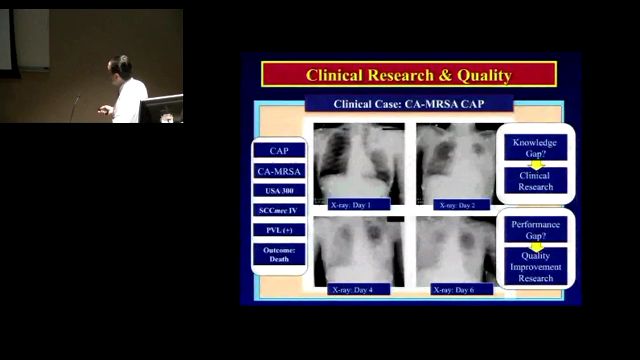 Clinical Research & Quality
Clinical Case: CA-MRSA CAP
CAP
CA-MRSA
USA 300
SCCmec IV
PVL (+)
Outcome:
Death
X-ray: Day 1
X-ray: Day 2
X-ray: Day 4
X-ray: Day 6
Knowledge
Gap?
Clinical
Research
Performance
Gap?
Quality
Improvement
Research